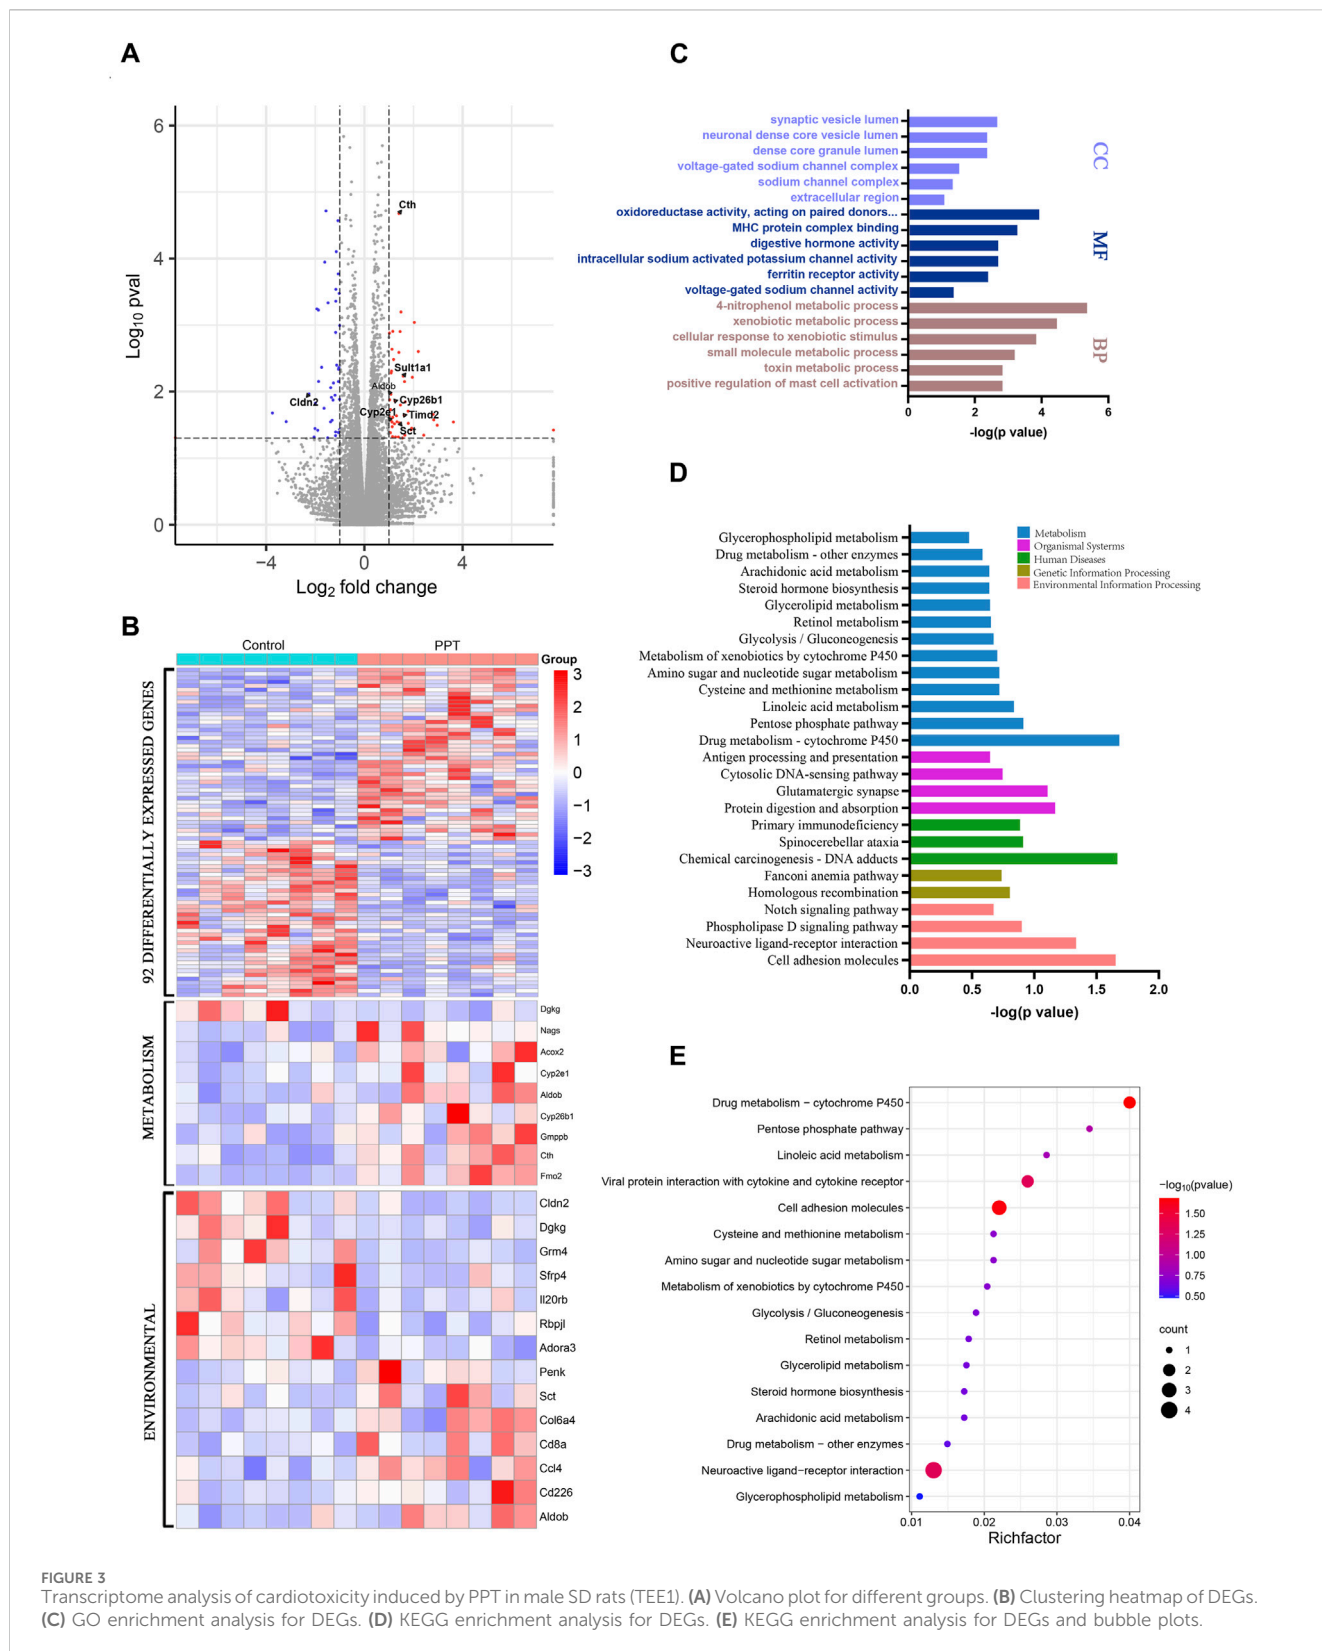 A
6
4
2
0
Log10 pval
−4
0
4
Log2 fold change
Cth
Sult1a1
Aldob
Cyp26b1
Cldn2
Cyp2e1
Timd2
Sct
B
Control
PPT
Group
3
2
1
0
−1
−2
−3
92 DIFFERENTIALLY EXPRESSED GENES
METABOLISM
Dgkg
Nags
Acox2
Cyp2e1
Aldob
Cyp26b1
Gmppb
Cth
Fmo2
ENVIRONMENTAL
Cldn2
Dgkg
Grm4
Sfrp4
Il20rb
Rbpjl
Adora3
Penk
Sct
Col6a4
Cd8a
Ccl4
Cd226
Aldob
C
synaptic vesicle lumen
neuronal dense core vesicle lumen
dense core granule lumen
voltage-gated sodium channel complex
sodium channel complex
extracellular region
oxidoreductase activity, acting on paired donors...
MHC protein complex binding
digestive hormone activity
intracellular sodium activated potassium channel activity
ferritin receptor activity
voltage-gated sodium channel activity
4-nitrophenol metabolic process
xenobiotic metabolic process
cellular response to xenobiotic stimulus
small molecule metabolic process
toxin metabolic process
positive regulation of mast cell activation
CC
MF
BP
0 2 4 6 8
-log(p value)
D
Glycerophospholipid metabolism
Drug metabolism - other enzymes
Arachidonic acid metabolism
Steroid hormone biosynthesis
Glycerolipid metabolism
Retinol metabolism
Glycolysis / Gluconeogenesis
Metabolism of xenobiotics by cytochrome P450
Amino sugar and nucleotide sugar metabolism
Cysteine and methionine metabolism
Linoleic acid metabolism
Pentose phosphate pathway
Drug metabolism - cytochrome P450
Antigen processing and presentation
Cytosolic DNA-sensing pathway
Glutamatergic synapse
Protein digestion and absorption
Primary immunodeficiency
Spinocerebellar ataxia
Chemical carcinogenesis - DNA adducts
Fanconi anemia pathway
Homologous recombination
Notch signaling pathway
Phospholipase D signaling pathway
Neuroactive ligand-receptor interaction
Cell adhesion molecules
Metabolism
Organismal Systerms
Human Diseases
Genetic Information Processing
Environmental Information Processing
0.0 0.5 1.0 1.5 2.0
-log(p value)
E
Drug metabolism − cytochrome P450
Pentose phosphate pathway
Linoleic acid metabolism
Viral protein interaction with cytokine and cytokine receptor
Cell adhesion molecules
Cysteine and methionine metabolism
Amino sugar and nucleotide sugar metabolism
Metabolism of xenobiotics by cytochrome P450
Glycolysis / Gluconeogenesis
Retinol metabolism
Glycerolipid metabolism
Steroid hormone biosynthesis
Arachidonic acid metabolism
Drug metabolism − other enzymes
Neuroactive ligand−receptor interaction
Glycerophospholipid metabolism
0.01 0.02 0.03 0.04
Richfactor
−log10(pvalue)
1.50
1.00
0.75
0.50
count
1
2
3
4
FIGURE 3
Transcriptome analysis of cardiotoxicity induced by PPT in male SD rats (TEE1). (A) Volcano plot for different groups. (B) Clustering heatmap of DEGs.
(C) GO enrichment analysis for DEGs. (D) KEGG enrichment analysis for DEGs. (E) KEGG enrichment analysis for DEGs and bubble plots.